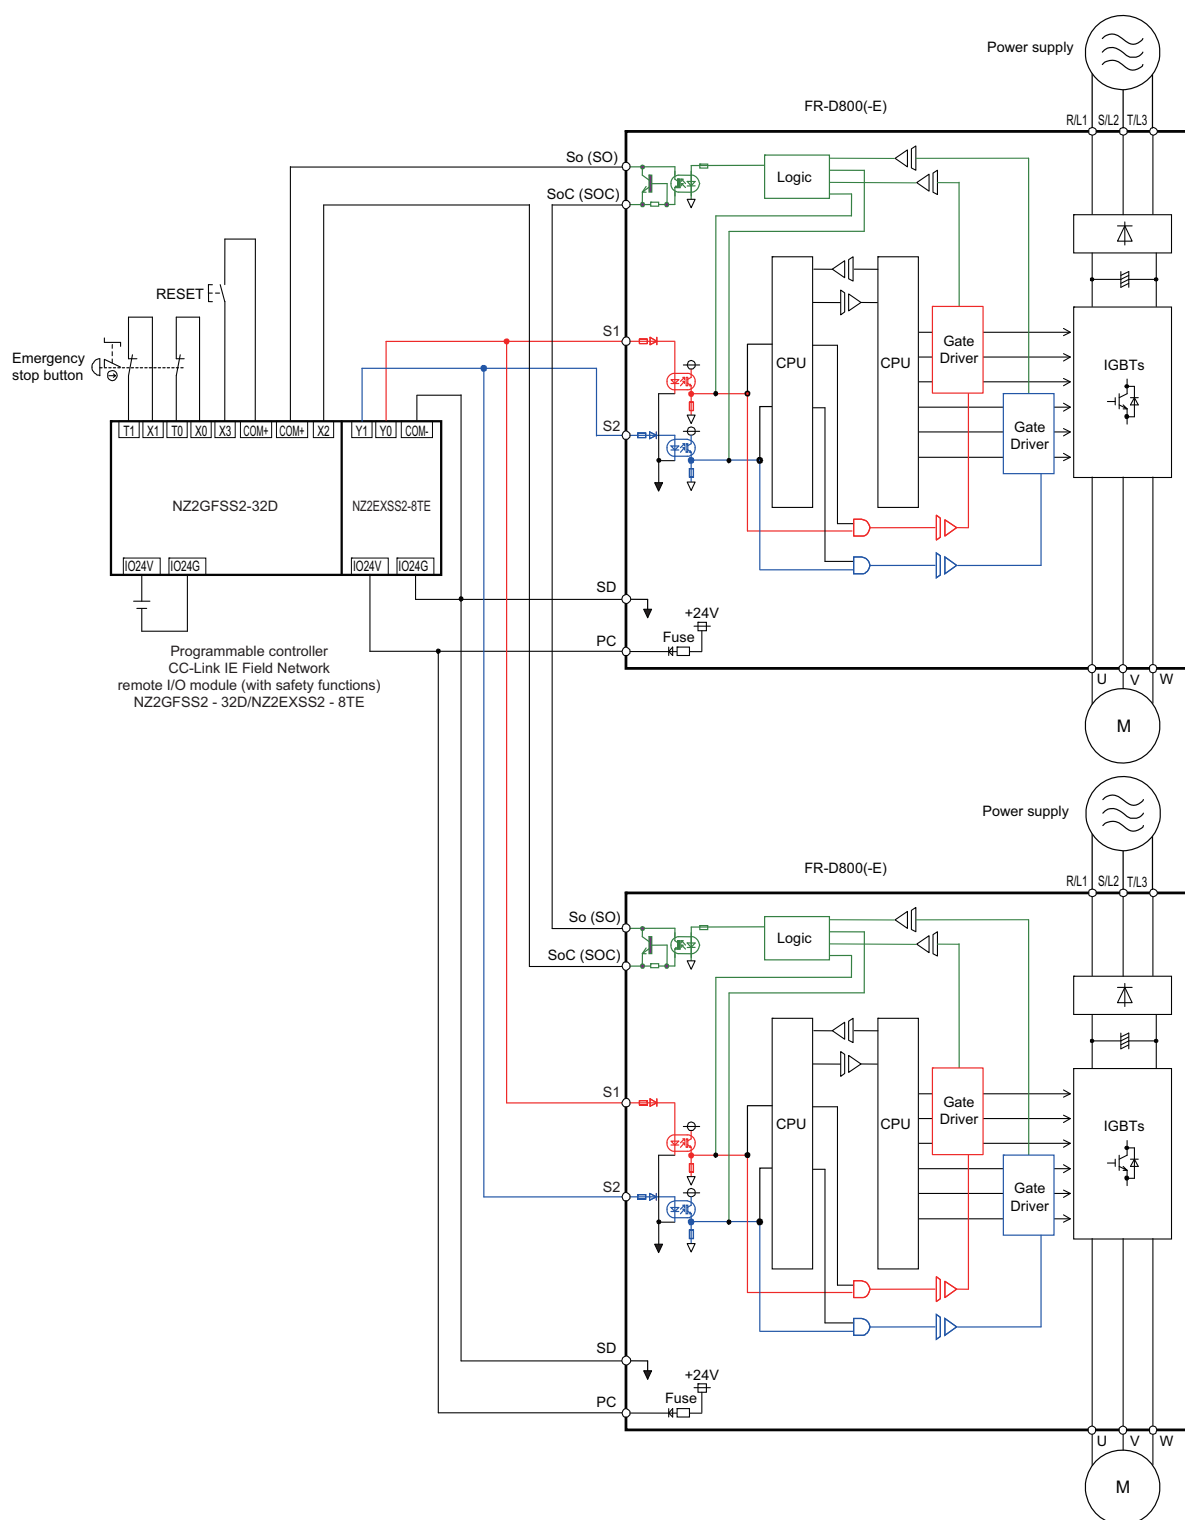 Power supply
FR-D800(-E)
R/L1 S/L2 T/L3
So (SO)
Logic
SoC (SOC)
RESET
S1
Gate
Driver
Emergency
stop button
CPU
CPU
IGBTs
Gate
Driver
S2
T1 X1 T0 X0 X3 COM+ COM+ X2 Y1 Y0 COM-
NZ2GFSS2-32D
NZ2EXSS2-8TE
IO24V IO24G IO24V IO24G
SD
+24V
PC
Fuse
Programmable controller
CC-Link IE Field Network
remote I/O module (with safety functions)
NZ2GFSS2 - 32D/NZ2EXSS2 - 8TE
U V W
M
Power supply
FR-D800(-E)
R/L1 S/L2 T/L3
So (SO)
Logic
SoC (SOC)
S1
Gate
Driver
CPU
CPU
IGBTs
S2
Gate
Driver
SD
+24V
PC
Fuse
U V W
M